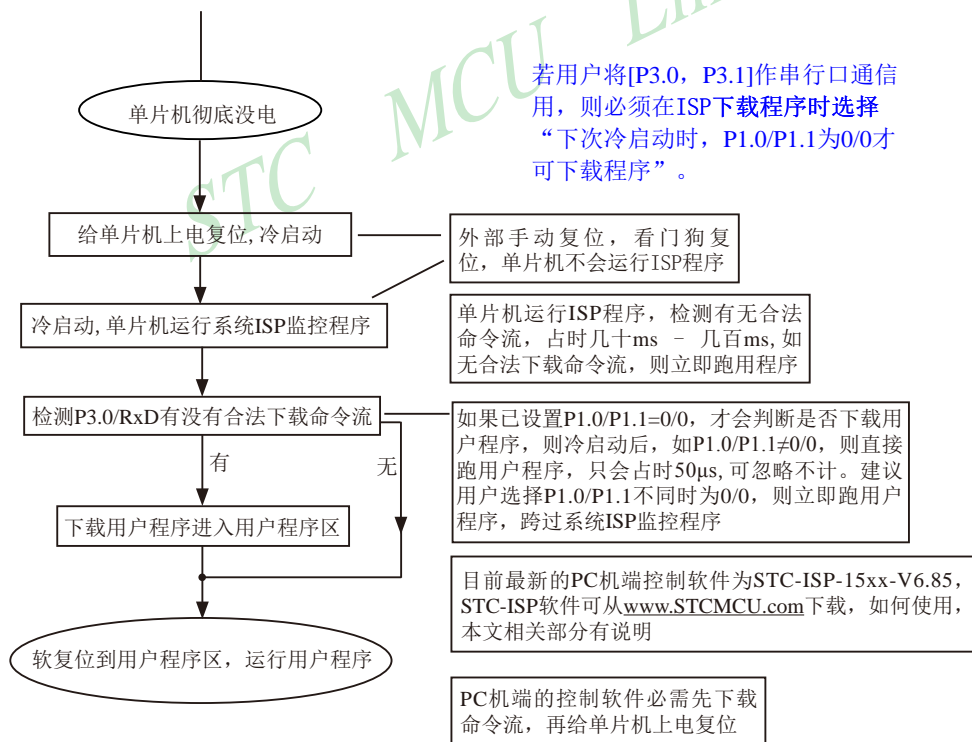 STC MCU Lim
若用户将[P3.0，P3.1]作串行口通信
用，则必须在ISP下载程序时选择
“下次冷启动时，P1.0/P1.1为0/0才
可下载程序”。
单片机彻底没电
给单片机上电复位,冷启动
外部手动复位，看门狗复
位，单片机不会运行ISP程序
冷启动,单片机运行系统ISP监控程序
单片机运行ISP程序，检测有无合法
命令流，占时几十ms － 几百ms,如
无合法下载命令流，则立即跑用程序
检测P3.0/RxD有没有合法下载命令流
如果已设置P1.0/P1.1=0/0，才会判断是否下载用
户程序，则冷启动后，如P1.0/P1.1≠0/0，则直接
跑用户程序，只会占时50μs,可忽略不计。建议
用户选择P1.0/P1.1不同时为0/0，则立即跑用户
程序，跨过系统ISP监控程序
有
无
下载用户程序进入用户程序区
目前最新的PC机端控制软件为STC-ISP-15xx-V6.85，
STC-ISP软件可从www.STCMCU.com下载，如何使用，
本文相关部分有说明
软复位到用户程序区，运行用户程序
PC机端的控制软件必需先下载
命令流，再给单片机上电复位